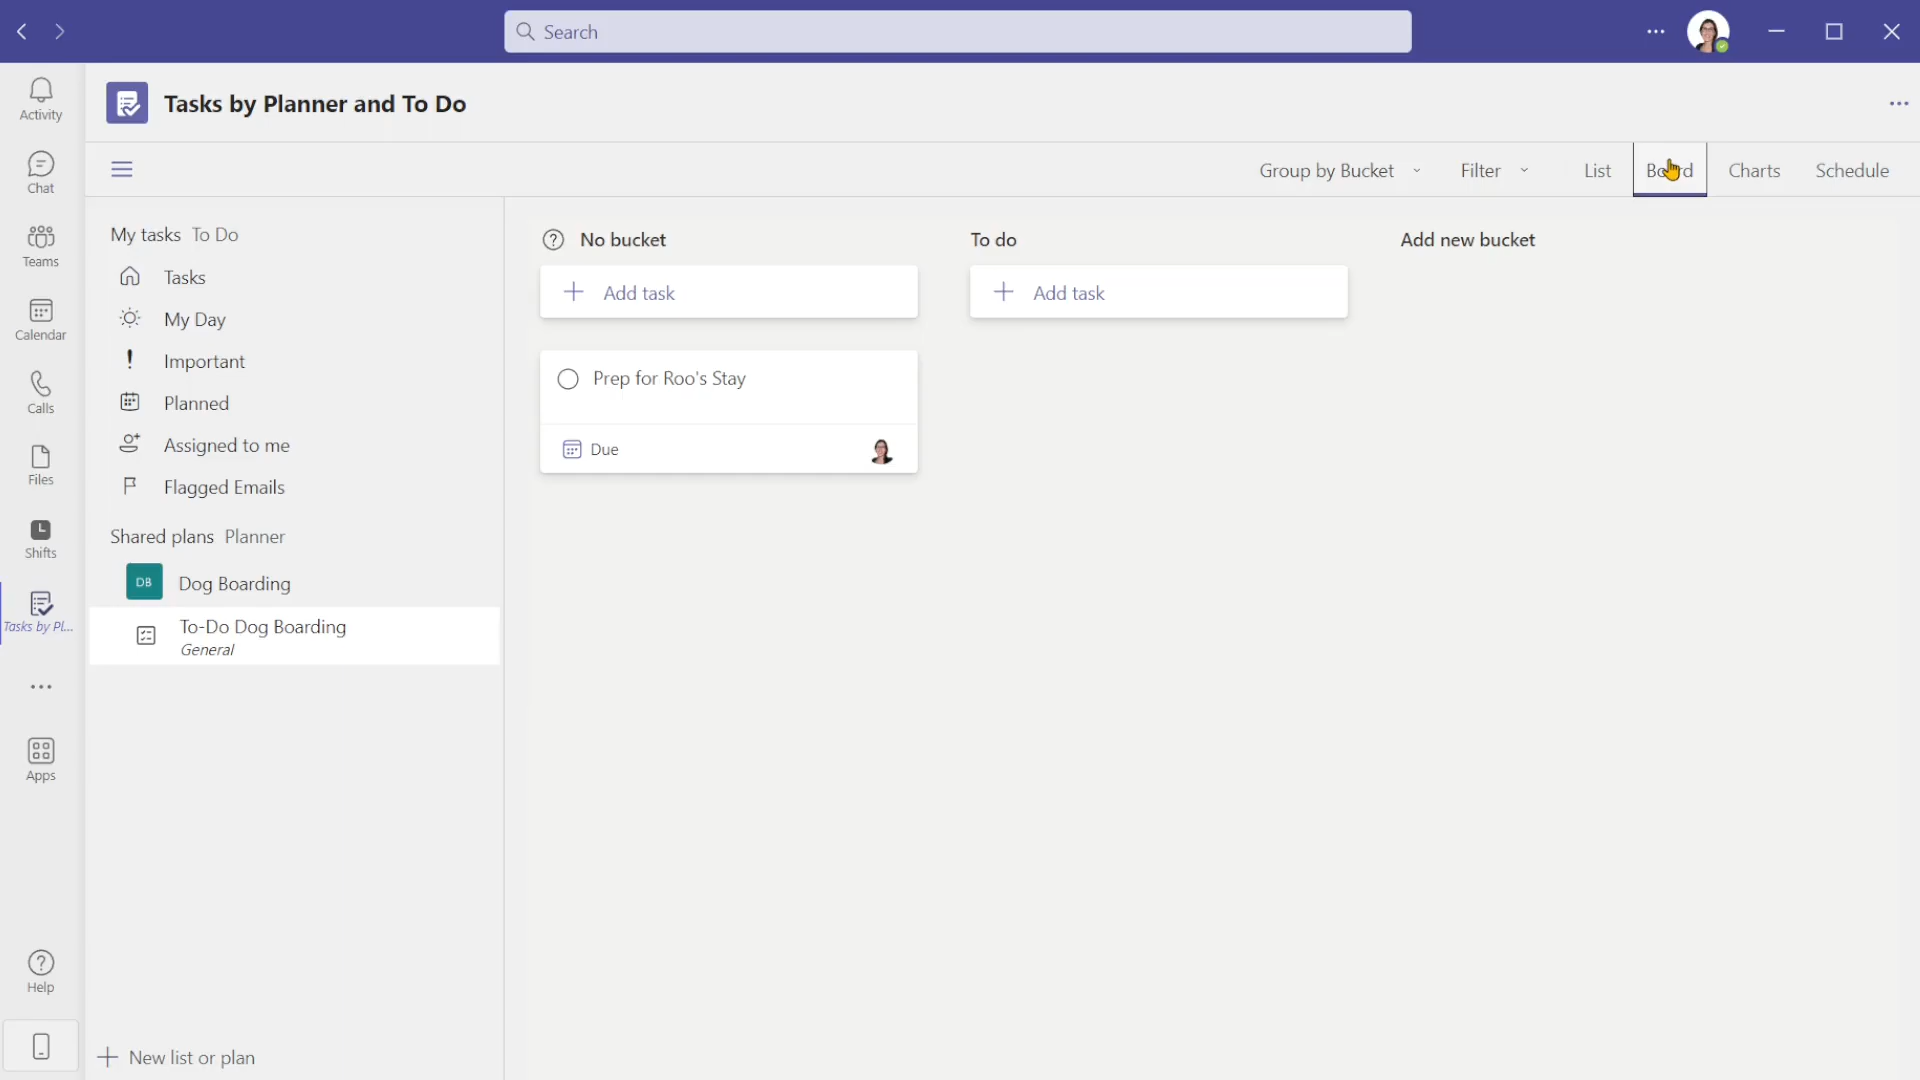 Search
Activity
Chat
Teams
Calendar
Calls
Files
Shifts
Tasks by Pl...
Apps
Help
Tasks by Planner and To Do
Group by Bucket
Filter
List
Board
Charts
Schedule
My tasks To Do
Tasks
My Day
Important
Planned
Assigned to me
Flagged Emails
Shared plans Planner
DB Dog Boarding
To-Do Dog Boarding
General
+ New list or plan
No bucket
+ Add task
Prep for Roo's Stay
Due
To do
+ Add task
Add new bucket